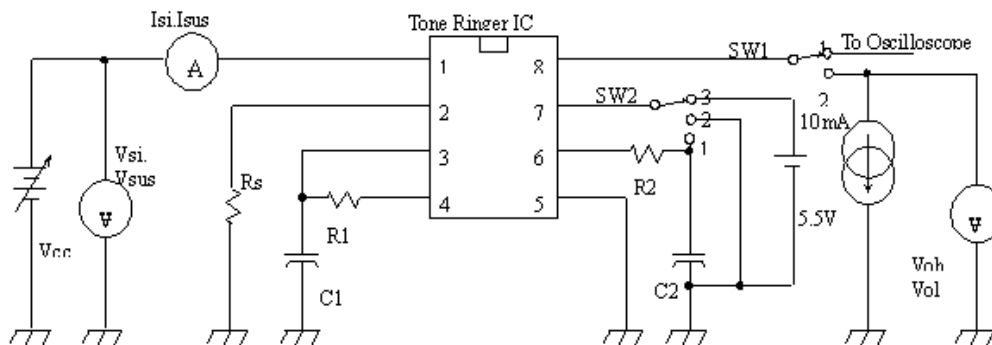 Isi.Isus
Tone Ringer IC
A
1
2
3
4
8
7
6
5
SW1
1
To Oscilloscope
2
10mA
SW2
3
2
1
Vsi.
Vsus
V
Vcc
Rs
R1
C1
R2
C2
5.5V
V
Voh
Vol